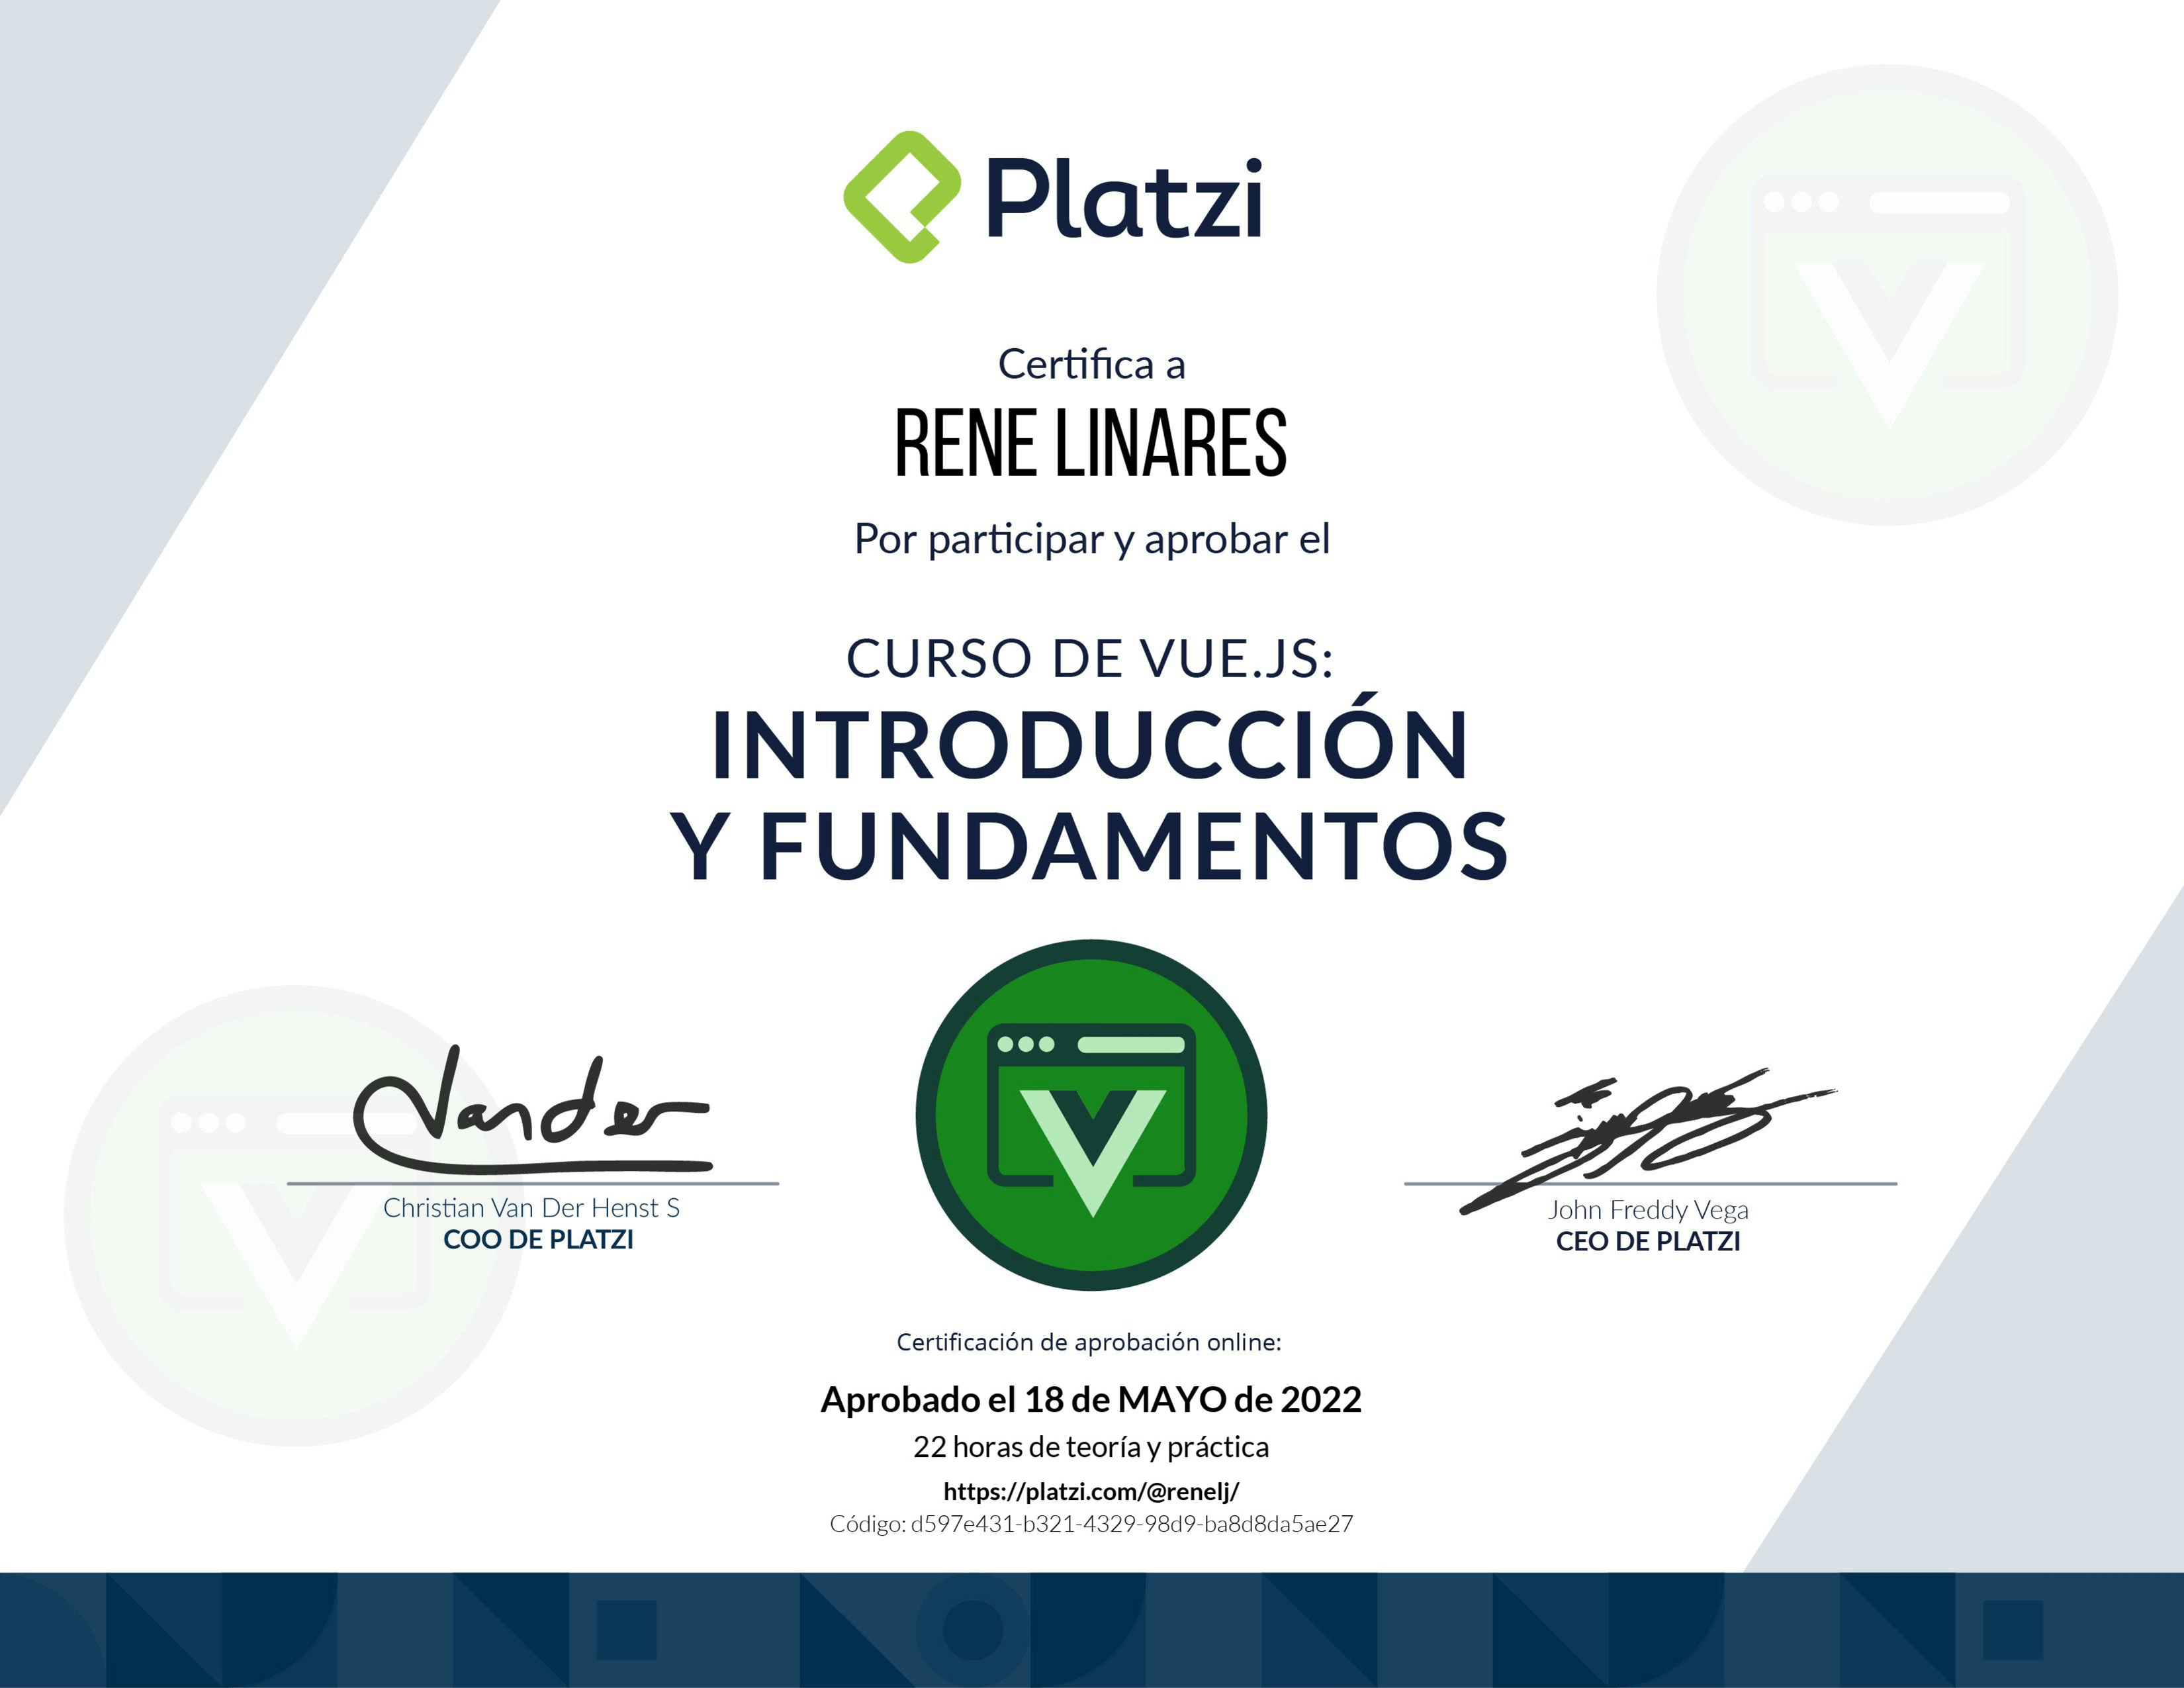 Platzi
Certifica a
RENE LINARES
Por participar y aprobar el
CURSO DE VUE.JS:
INTRODUCCIÓN
Y FUNDAMENTOS
Vander
Christian Van Der Henst S
COO DE PLATZI
John Freddy Vega
CEO DE PLATZI
Certificación de aprobación online:
Aprobado el 18 de MAYO de 2022
22 horas de teoría y práctica
https://platzi.com/@renelj/
Código: d597e431-b321-4329-98d9-ba8d8da5ae27